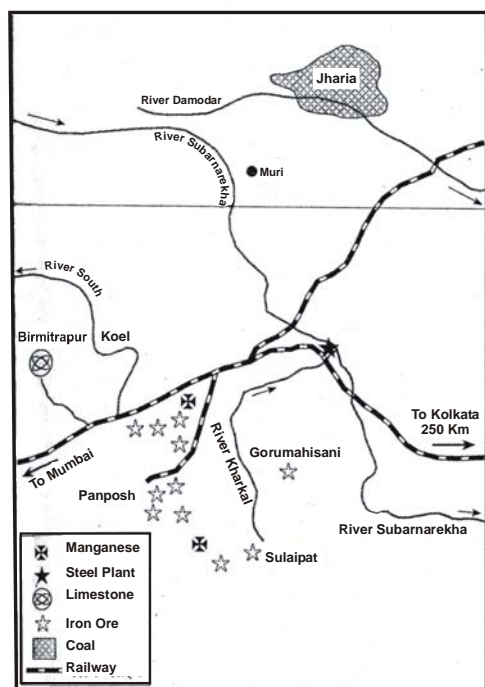 Jharia
River Damodar
River Subarnarekha
Muri
River South
Birmitrapur
Koel
To Kolkata
250 Km
To Mumbai
River Kharkai
Gorumahisani
Panposh
River Subarnarekha
Sulaipat
Manganese
Steel Plant
Limestone
Iron Ore
Coal
Railway